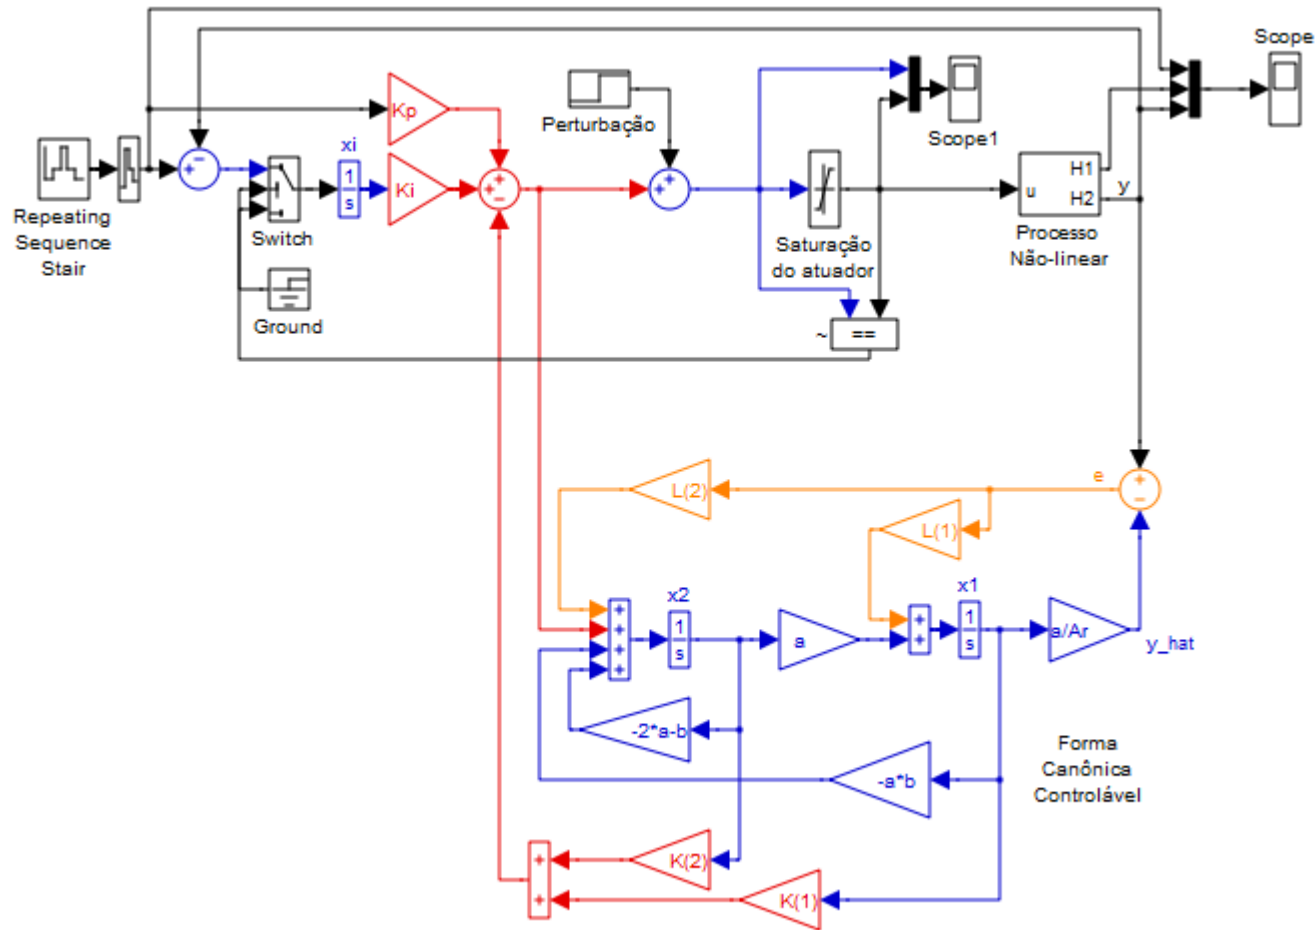 Scope
Kp
Perturbação
Scope1
xi
1
s
Ki
H1
u
H2
y
Repeating
Sequence
Stair
Switch
Saturação
do atuador
Processo
Não-linear
Ground
~
==
L(2)
e
L(1)
x2
x1
1
s
a
1
s
a/Ar
y_hat
-2*a-b
-a*b
Forma
Canônica
Controlável
K(2)
K(1)